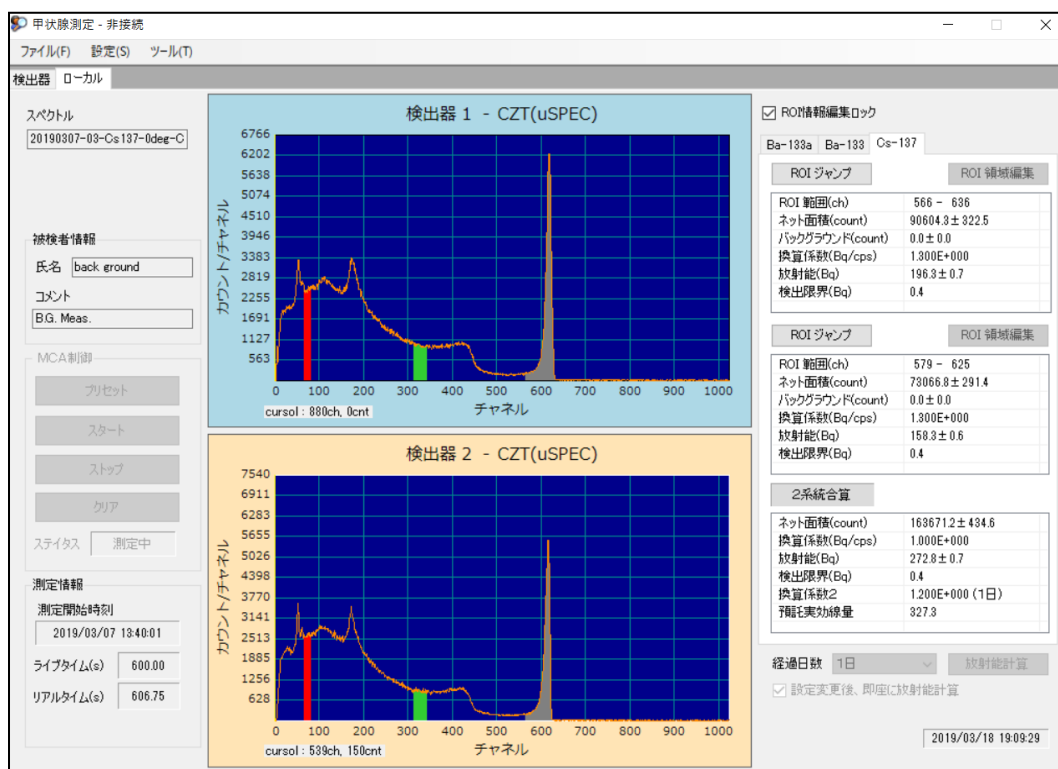 甲状腺測定 - 非接続
ファイル(F) 設定(S) ツール(T)
検出器 ローカル
スペクトル
20190307-03-Cs137-0deg-C
被検者情報
氏名 back ground
コメント
B.G. Meas.
MCA制御
プリセット
スタート
ストップ
クリア
ステイタス 測定中
測定情報
測定開始時刻
2019/03/07 13:40:01
ライブタイム(s) 600.00
リアルタイム(s) 606.75
検出器 1 - CZT(uSPEC)
カウント/チャネル
6766
6202
5638
5074
4510
3946
3383
2819
2255
1691
1127
563
0 100 200 300 400 500 600 700 800 900 1000
チャネル
cursol : 880ch, 0cnt
検出器 2 - CZT(uSPEC)
カウント/チャネル
7540
6911
6283
5655
5026
4398
3770
3141
2513
1885
1256
628
0 100 200 300 400 500 600 700 800 900 1000
チャネル
cursol : 539ch, 150cnt
ROI情報編集ロック
Ba-133a Ba-133 Cs-137
ROI ジャンプ ROI 領域編集
ROI 範囲(ch) 566 - 636
ネット面積(count) 90604.3±322.5
バックグラウンド(count) 0.0±0.0
換算係数(Bq/cps) 1.300E+000
放射能(Bq) 196.3±0.7
検出限界(Bq) 0.4
ROI ジャンプ ROI 領域編集
ROI 範囲(ch) 579 - 625
ネット面積(count) 73066.8±291.4
バックグラウンド(count) 0.0±0.0
換算係数(Bq/cps) 1.300E+000
放射能(Bq) 158.3±0.6
検出限界(Bq) 0.4
2系統合算
ネット面積(count) 163671.2±434.6
換算係数(Bq/cps) 1.000E+000
放射能(Bq) 272.8±0.7
検出限界(Bq) 0.4
換算係数2 1.200E+000 (1日)
預託実効線量 327.3
経過日数 1日 放射能計算
設定変更後、即座に放射能計算
2019/03/18 19:09:29